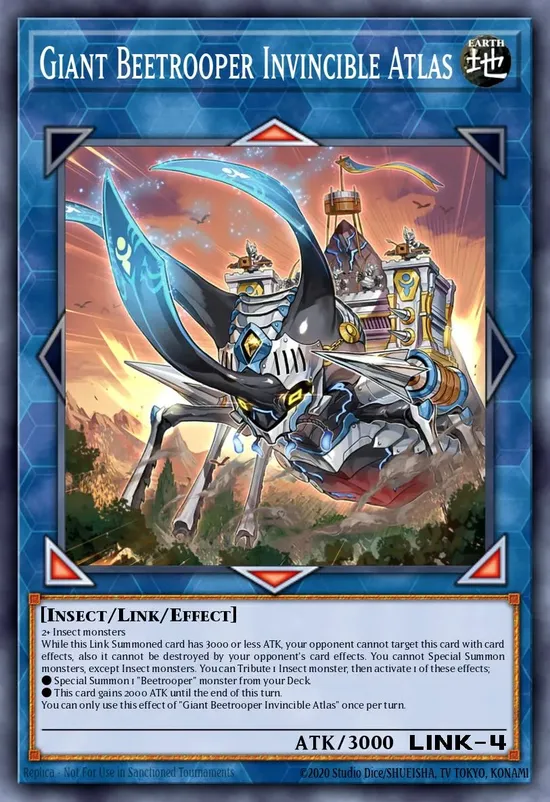 GIANT BEETROOPER INVINCIBLE ATLAS
EARTH
地
[INSECT/LINK/EFFECT]
2+ Insect monsters
While this Link Summoned card has 3000 or less ATK, your opponent cannot target this card with card
effects, also it cannot be destroyed by your opponent's card effects. You cannot Special Summon
monsters, except Insect monsters. You can Tribute 1 Insect monster, then activate 1 of these effects;
● Special Summon 1 "Beetrooper" monster from your Deck.
● This card gains 2000 ATK until the end of this turn.
You can only use this effect of "Giant Beetrooper Invincible Atlas" once per turn.
ATK/3000 LINK-4
Replica - Not For Use in Sanctioned Tournaments
©2020 Studio Dice/SHUEISHA, TV TOKYO, KONAMI